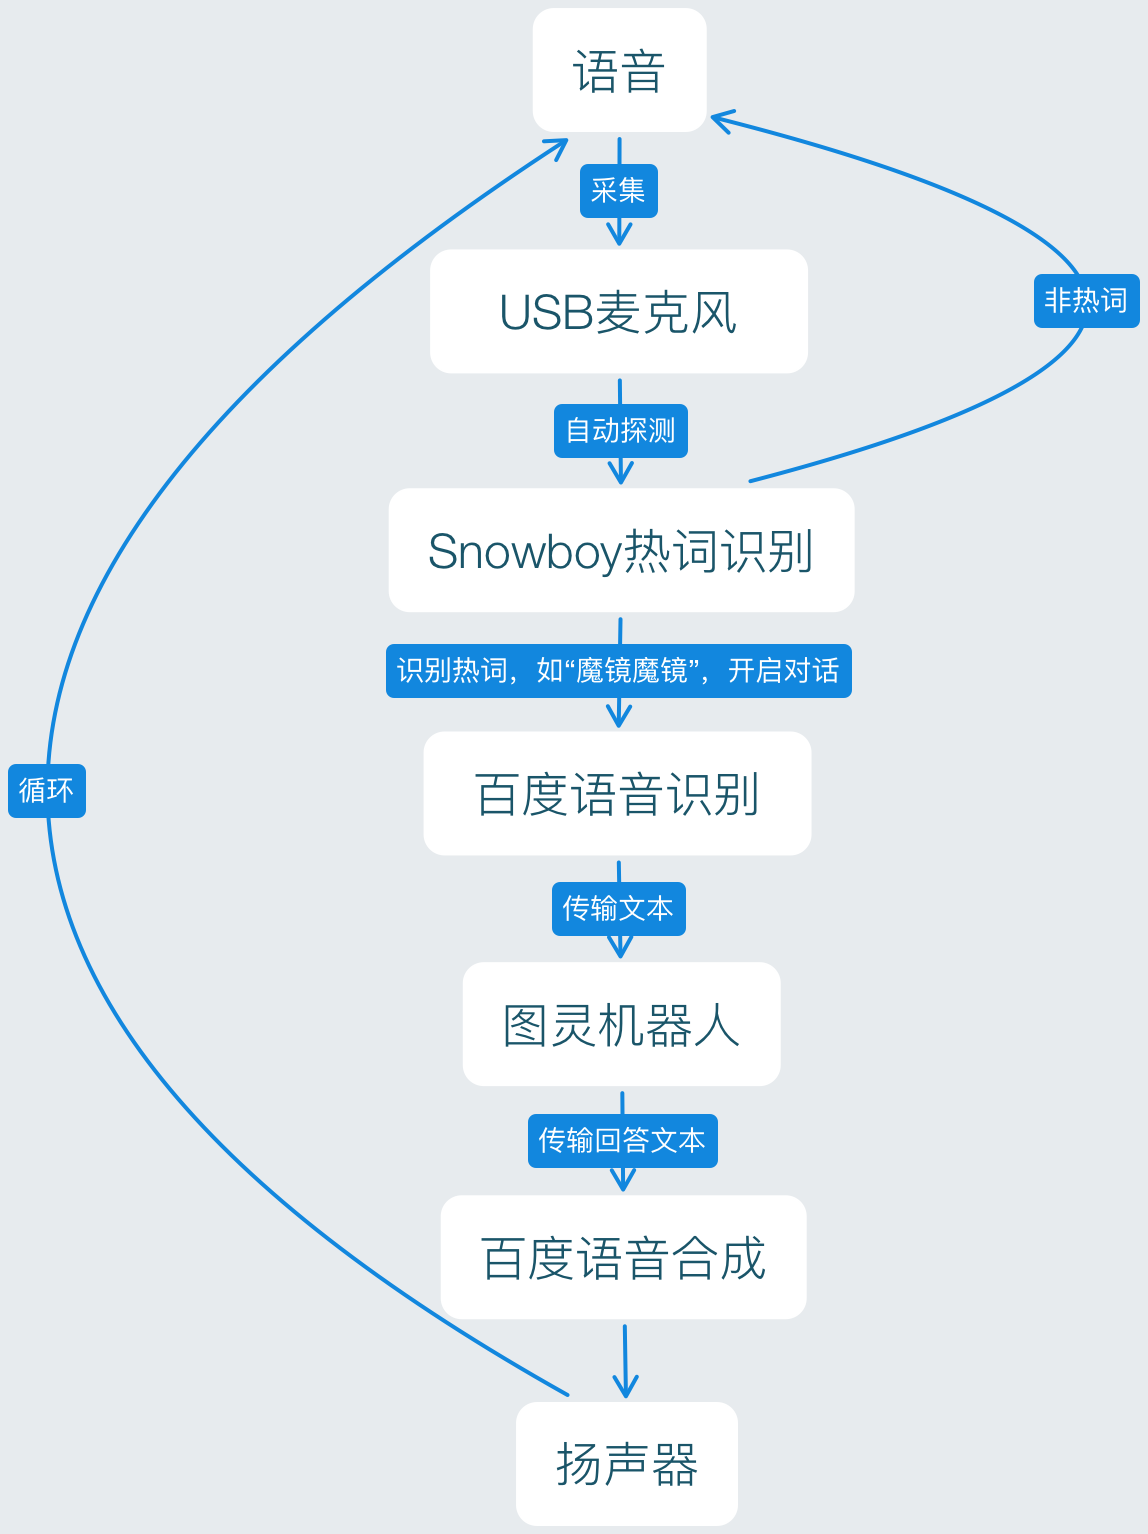 语音
采集
USB麦克风
非热词
自动探测
Snowboy热词识别
识别热词，如“魔镜魔镜”，开启对话
百度语音识别
循环
传输文本
图灵机器人
传输回答文本
百度语音合成
扬声器